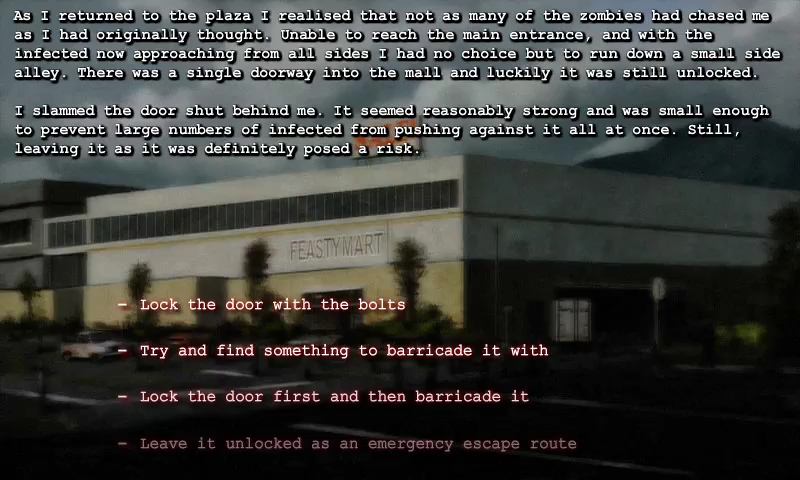 As I returned to the plaza I realised that not as many of the zombies had chased me
as I had originally thought. Unable to reach the main entrance, and with the
infected now approaching from all sides I had no choice but to run down a small side
alley. There was a single doorway into the mall and luckily it was still unlocked.
I slammed the door shut behind me. It seemed reasonably strong and was small enough
to prevent large numbers of infected from pushing against it all at once. Still,
leaving it as it was definitely posed a risk.
FEASTYMART
- Lock the door with the bolts
- Try and find something to barricade it with
- Lock the door first and then barricade it
- Leave it unlocked as an emergency escape route